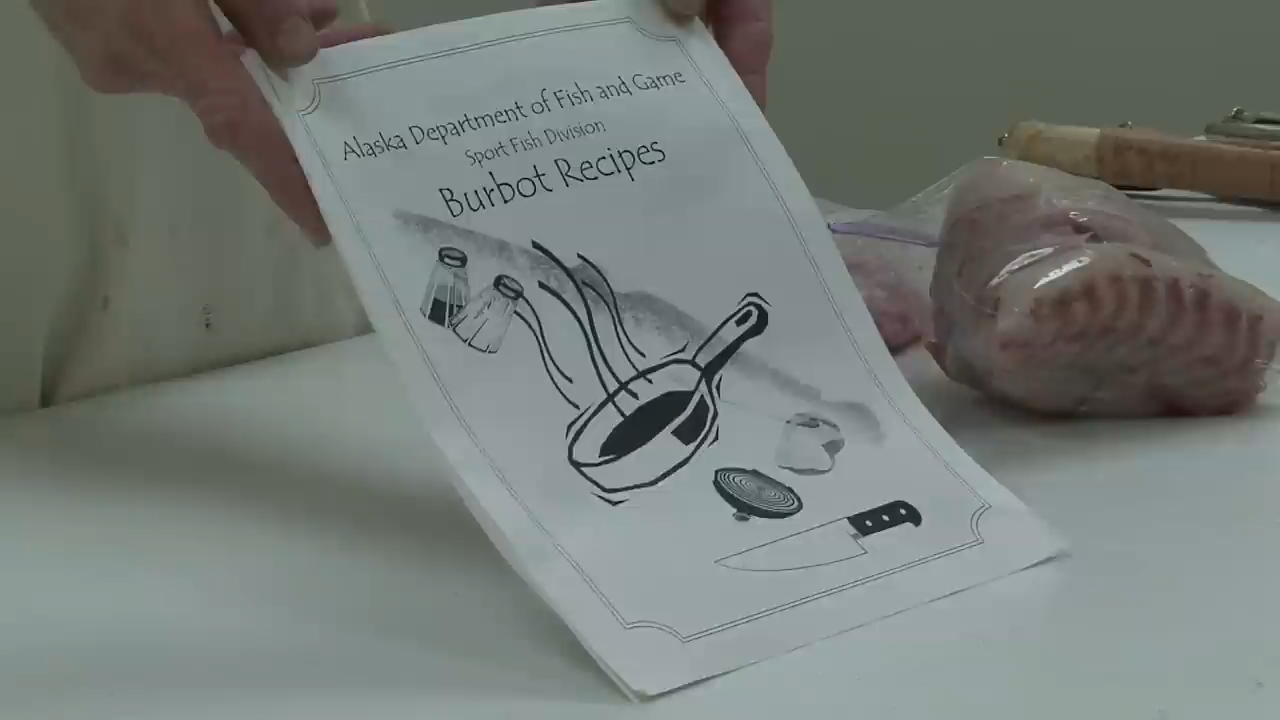 Alaska Department of Fish and Game
Sport Fish Division
Burbot Recipes